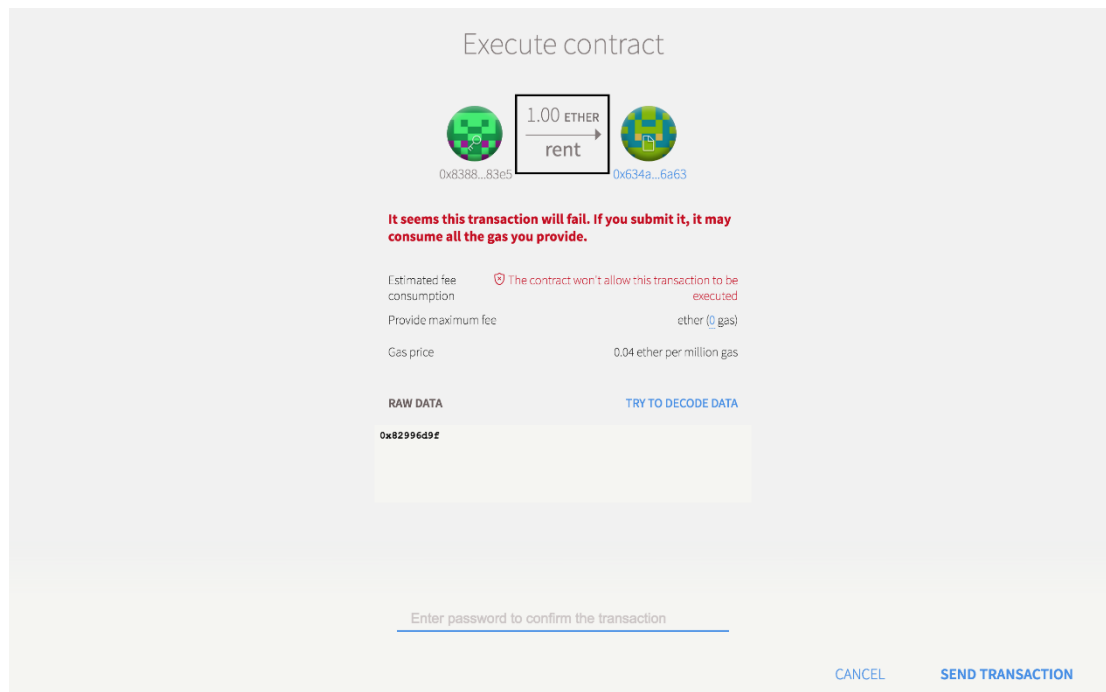 Execute contract
1.00 ETHER
rent
0x8388...83e5
0x634a...6a63
It seems this transaction will fail. If you submit it, it may
consume all the gas you provide.
Estimated fee
consumption
The contract won't allow this transaction to be
executed
Provide maximum fee
ether (0 gas)
Gas price
0.04 ether per million gas
RAW DATA
TRY TO DECODE DATA
0x82996d9f
Enter password to confirm the transaction
CANCEL
SEND TRANSACTION